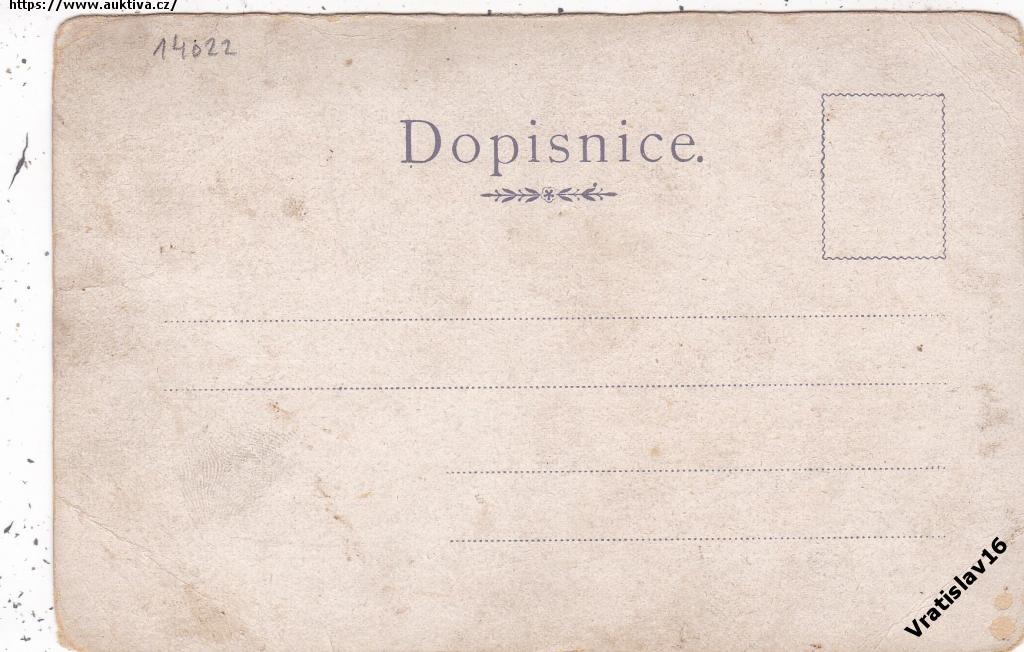 https://www.auktiva.cz/
14022
Dopisnice.
Vratislav16